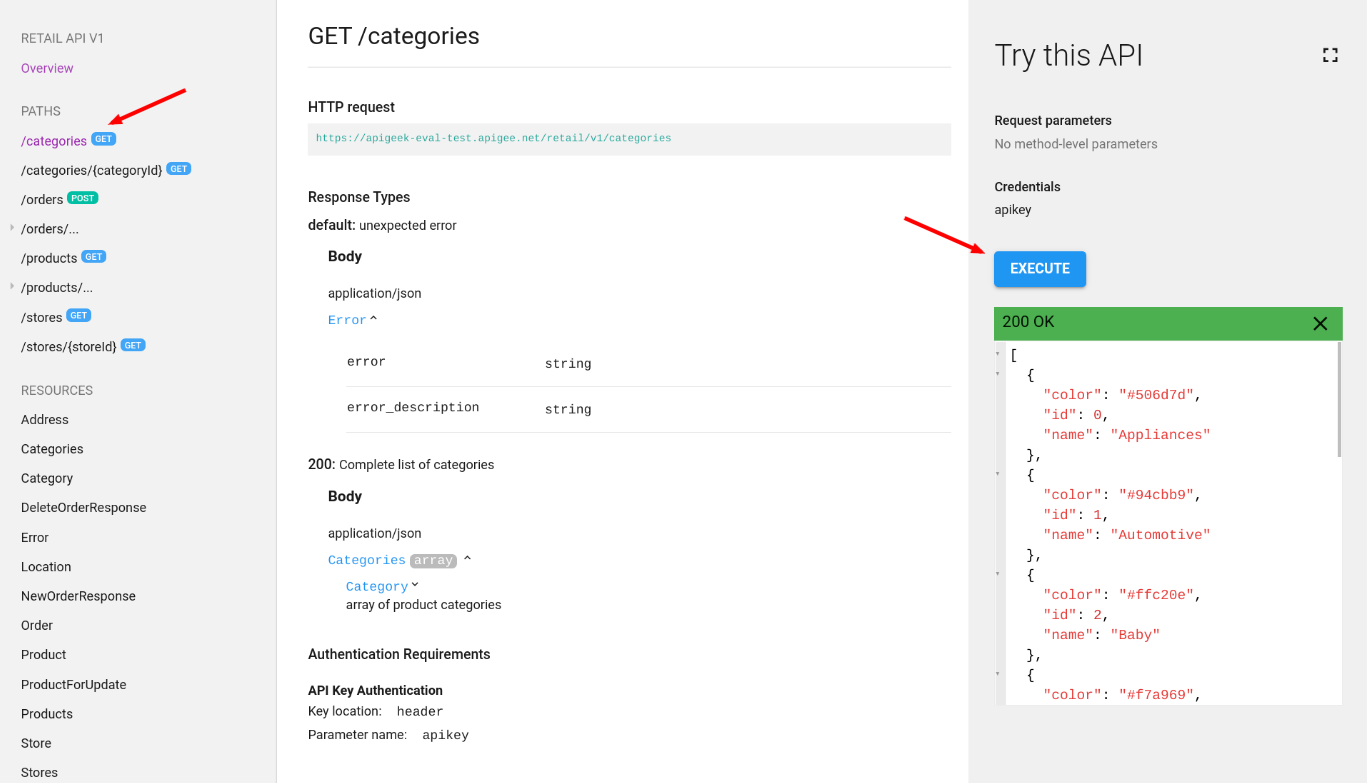 RETAIL API V1
Overview
PATHS
/categories GET
/categories/{categoryId} GET
/orders POST
/orders/...
/products GET
/products/...
/stores GET
/stores/{storeId} GET
RESOURCES
Address
Categories
Category
DeleteOrderResponse
Error
Location
NewOrderResponse
Order
Product
ProductForUpdate
Products
Store
Stores
GET /categories
HTTP request
https://apigeek-eval-test.apigee.net/retail/v1/categories
Response Types
default: unexpected error
Body
application/json
Error
error string
error_description string
200: Complete list of categories
Body
application/json
Categories array
Category
array of product categories
Authentication Requirements
API Key Authentication
Key location: header
Parameter name: apikey
Try this API
Request parameters
No method-level parameters
Credentials
apikey
EXECUTE
200 OK
[
{
"color": "#506d7d",
"id": 0,
"name": "Appliances"
},
{
"color": "#94cbb9",
"id": 1,
"name": "Automotive"
},
{
"color": "#ffc20e",
"id": 2,
"name": "Baby"
},
{
"color": "#f7a969",